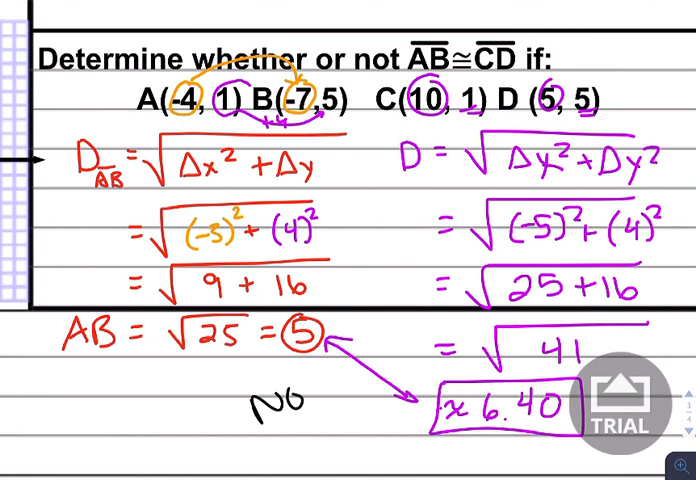 Determine whether or not AB≅CD if:
A(-4, 1) B(-7,5) C(10, 1) D (5, 5)
D AB = √Δx² + Δy
= √(-3)² + (4)²
= √9 + 16
AB = √25 = 5
NO
D = √Δy² + Dy²
= √(-5)² + (4)²
= √25 + 16
= √41
≈ 6.40
TRIAL